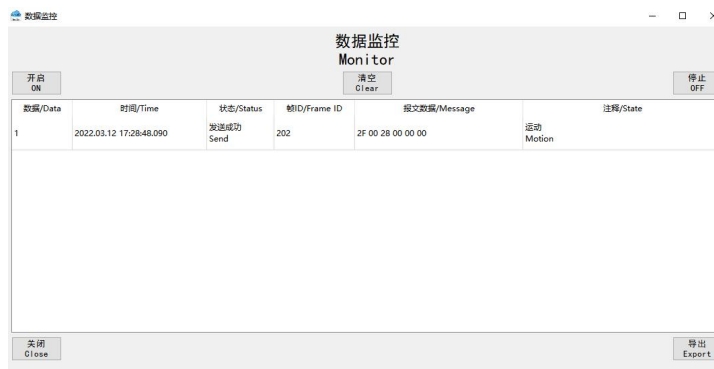 数据监控
数据监控
Monitor
开启
ON
清空
Clear
停止
OFF
数据/Data 时间/Time 状态/Status 帧ID/Frame ID 报文数据/Message 注释/State
1 2022.03.12 17:28:48.090 发送成功 Send 202 2F 00 28 00 00 00 运动 Motion
关闭
Close
导出
Export